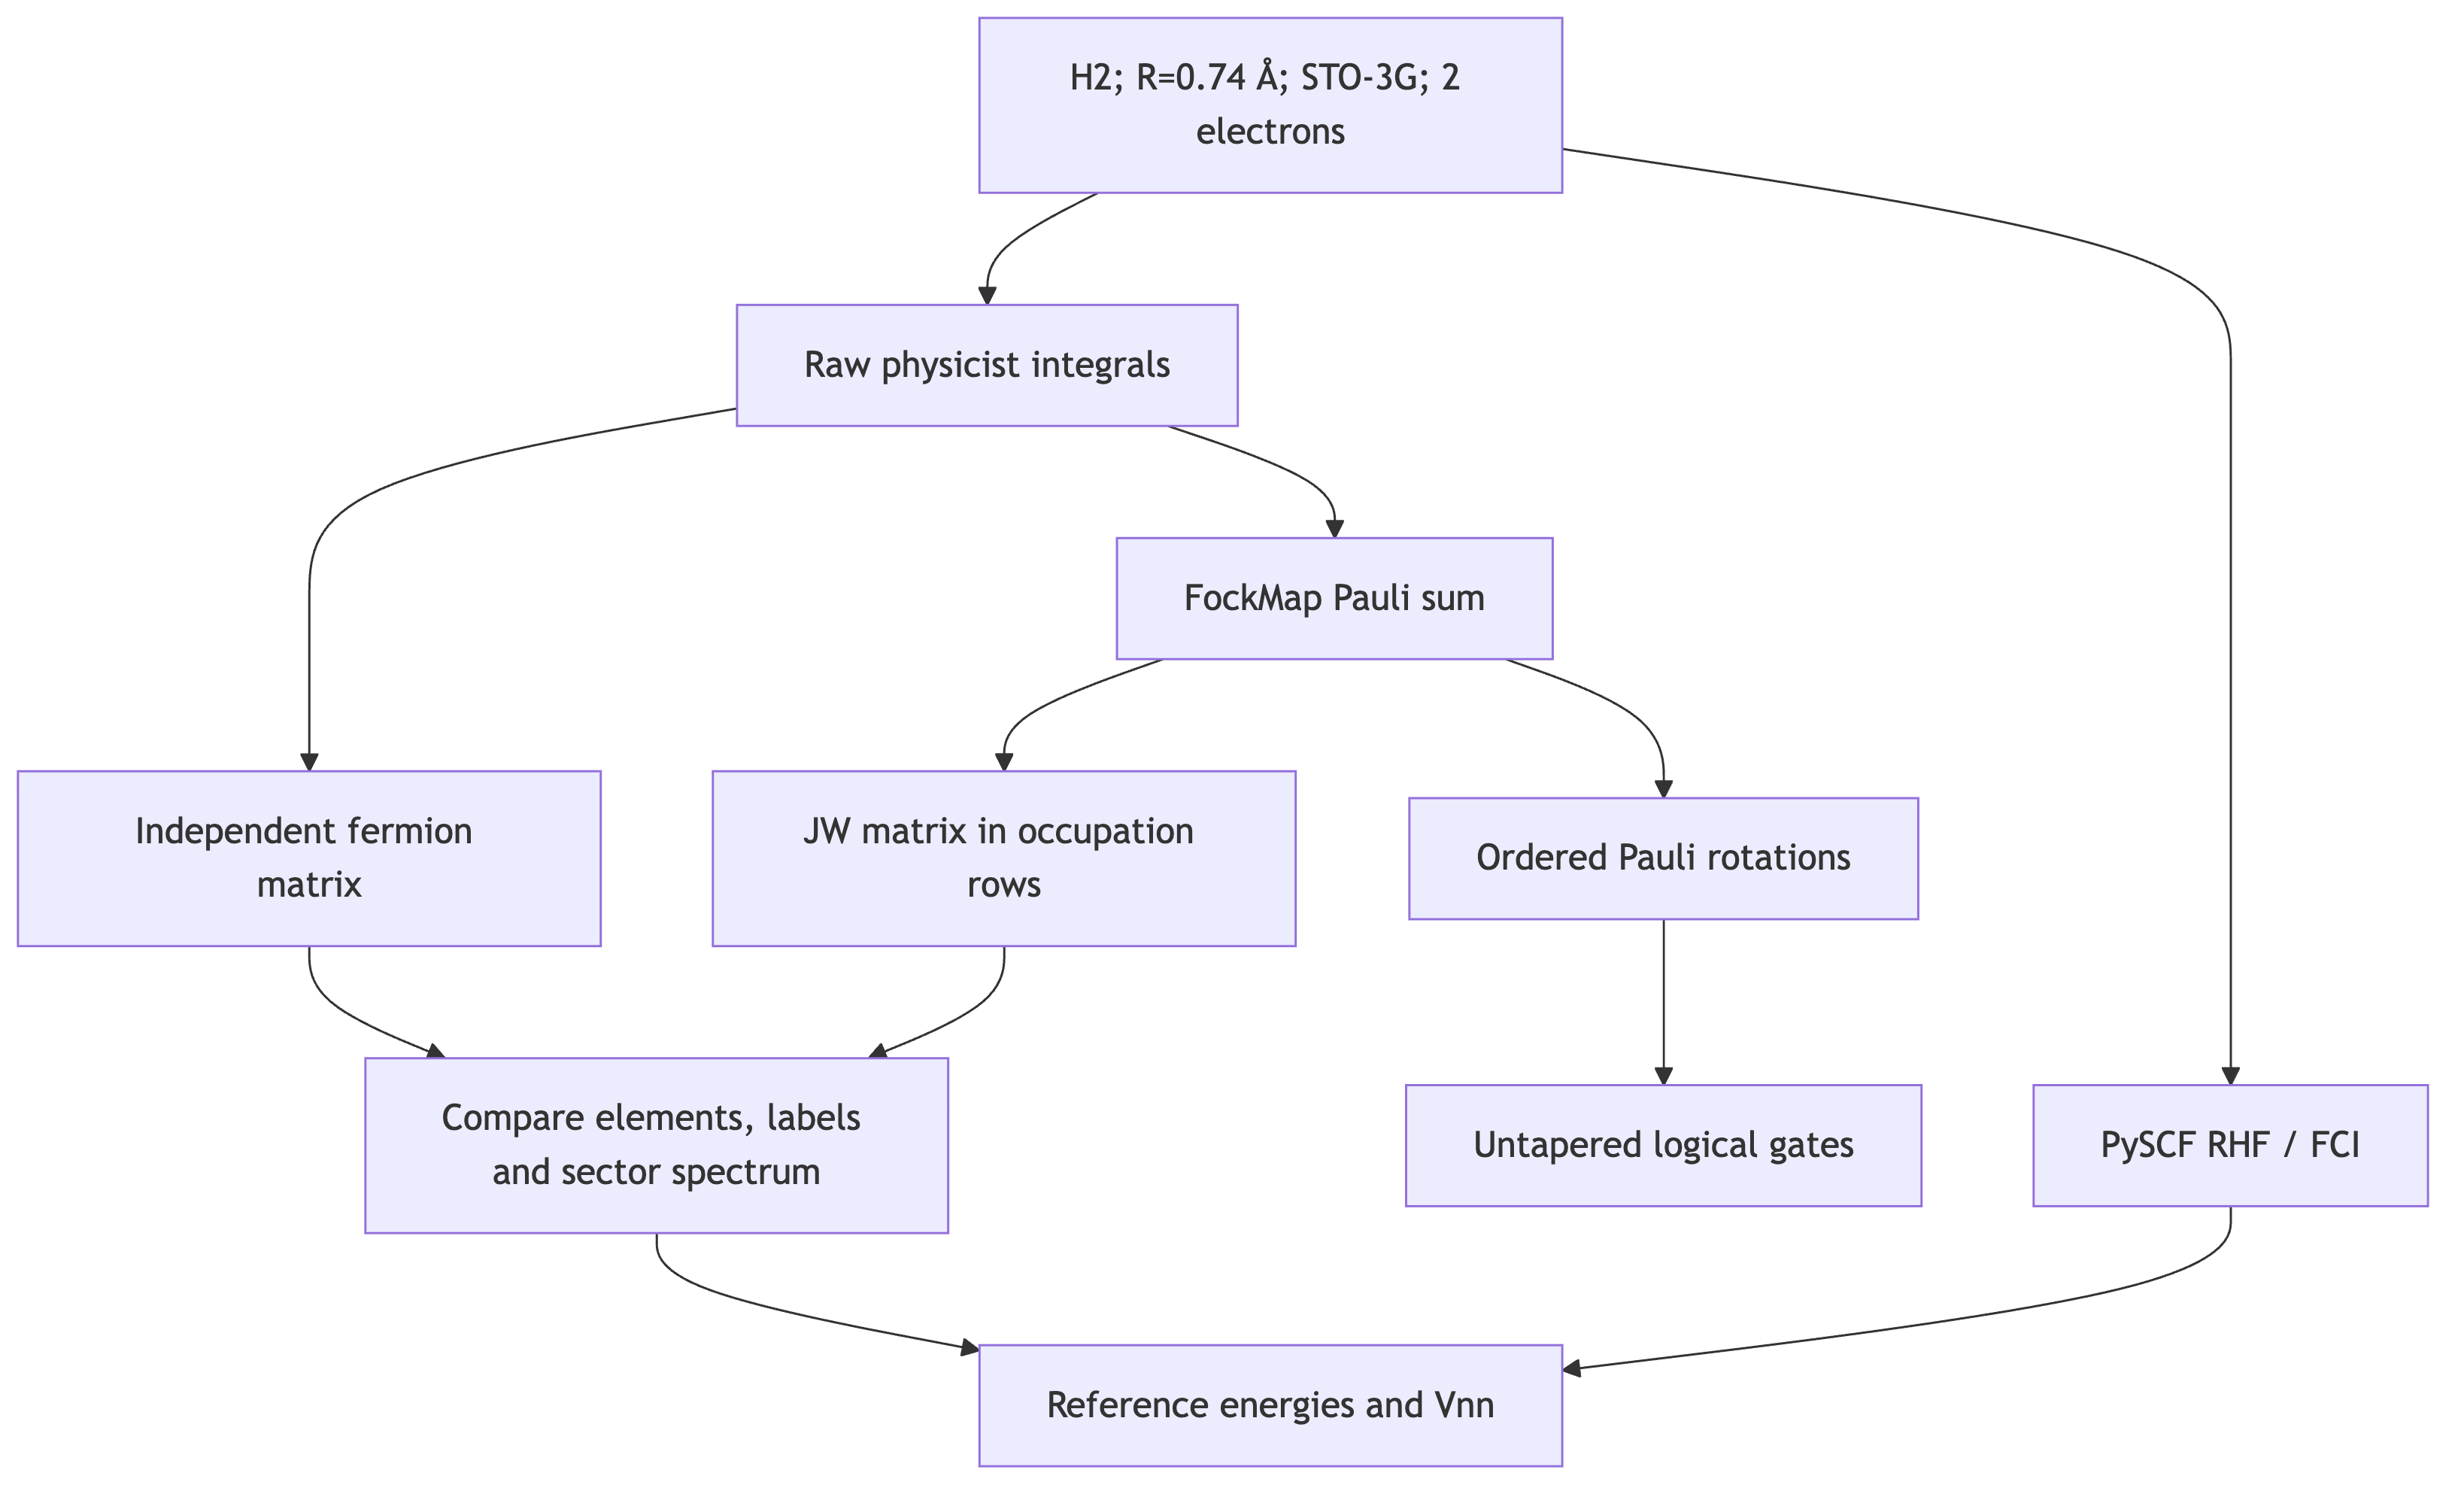 H2; R=0.74 Å; STO-3G; 2
electrons
Raw physicist integrals
FockMap Pauli sum
Independent fermion
matrix
JW matrix in occupation
rows
Ordered Pauli rotations
Compare elements, labels
and sector spectrum
Untapered logical gates
PySCF RHF / FCI
Reference energies and Vnn